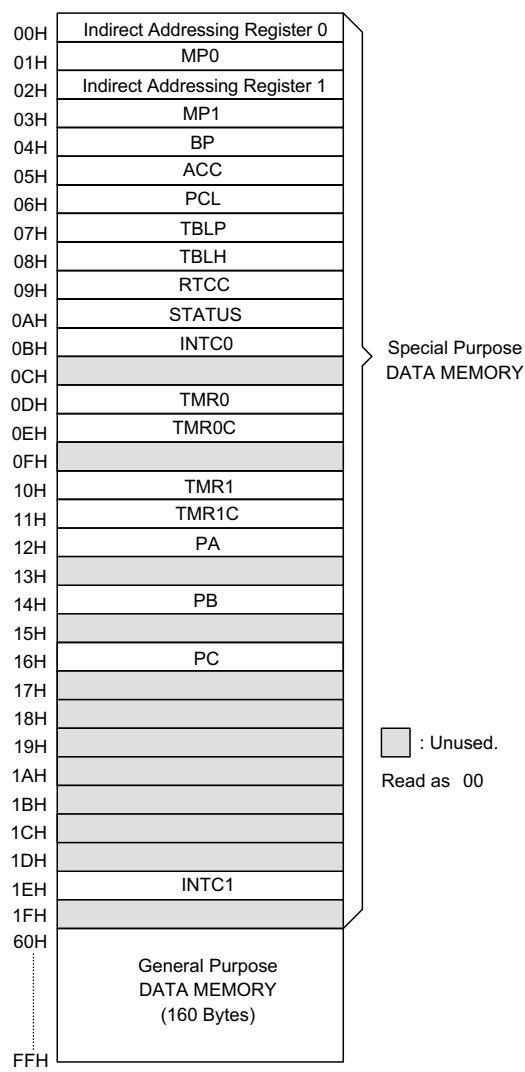 00H Indirect Addressing Register 0
01H MP0
02H Indirect Addressing Register 1
03H MP1
04H BP
05H ACC
06H PCL
07H TBLP
08H TBLH
09H RTCC
0AH STATUS
0BH INTC0
0CH
0DH TMR0
0EH TMR0C
0FH
10H TMR1
11H TMR1C
12H PA
13H
14H PB
15H
16H PC
17H
18H
19H
1AH
1BH
1CH
1DH
1EH INTC1
1FH
60H
FFH
General Purpose
DATA MEMORY
(160 Bytes)
Special Purpose
DATA MEMORY
: Unused.
Read as 00